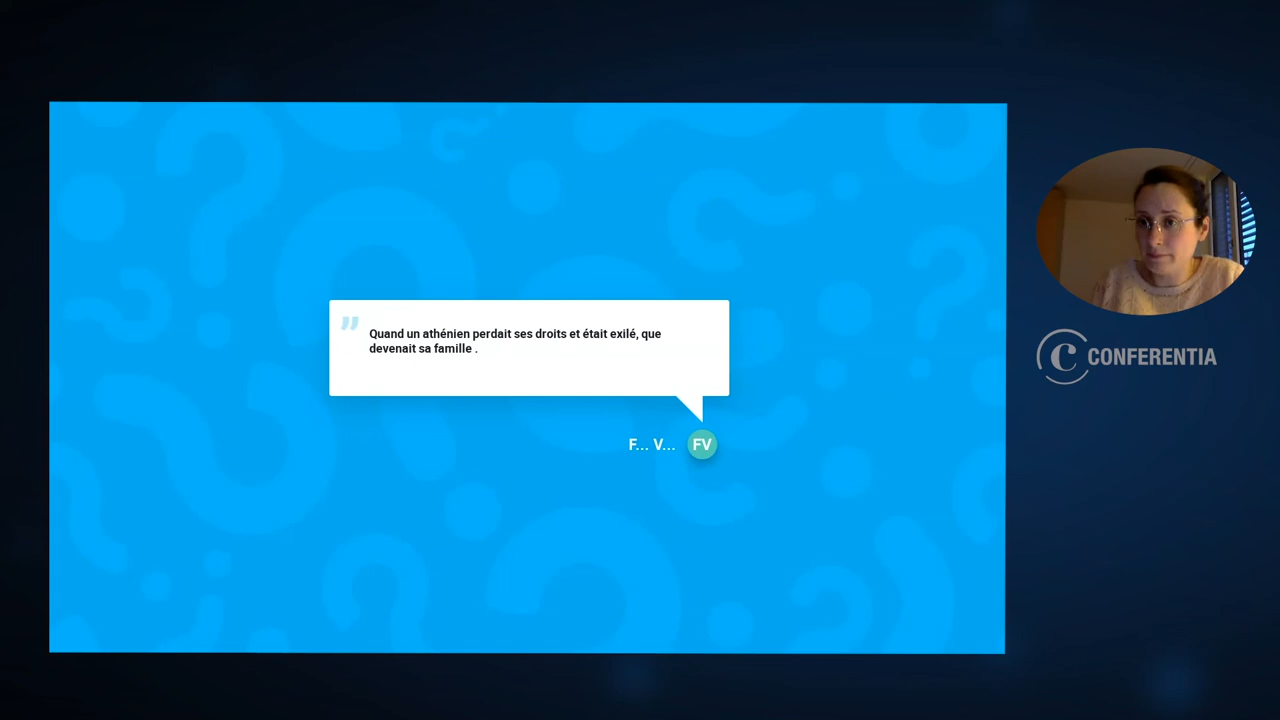 ”
Quand un athénien perdait ses droits et était exilé, que
devenait sa famille .
F... V... FV
C CONFERENTIA